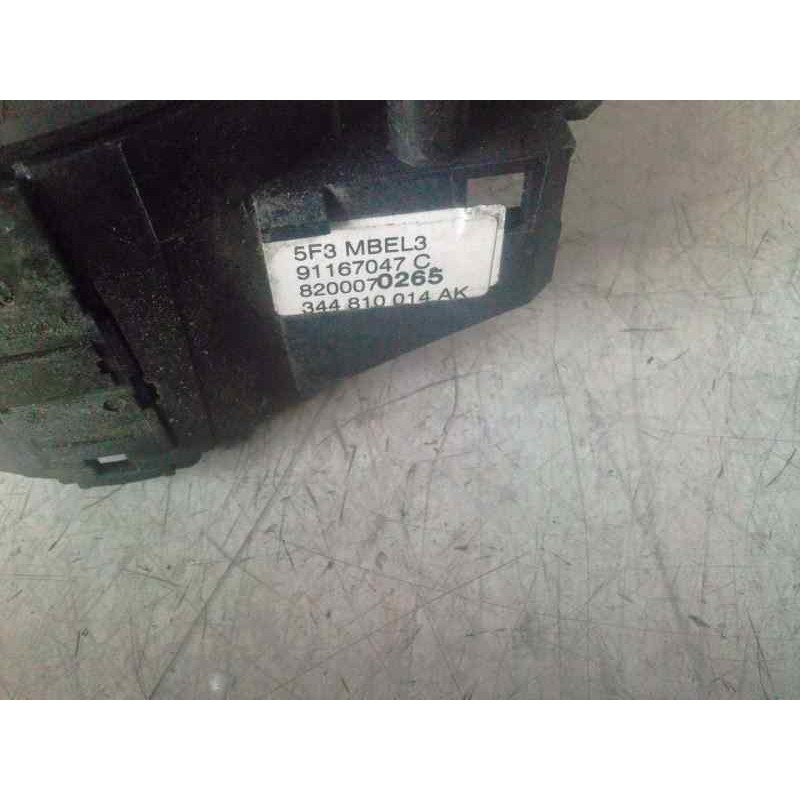 5F3 MBEL3
91167047 C
8200070265
344 810 014 AK